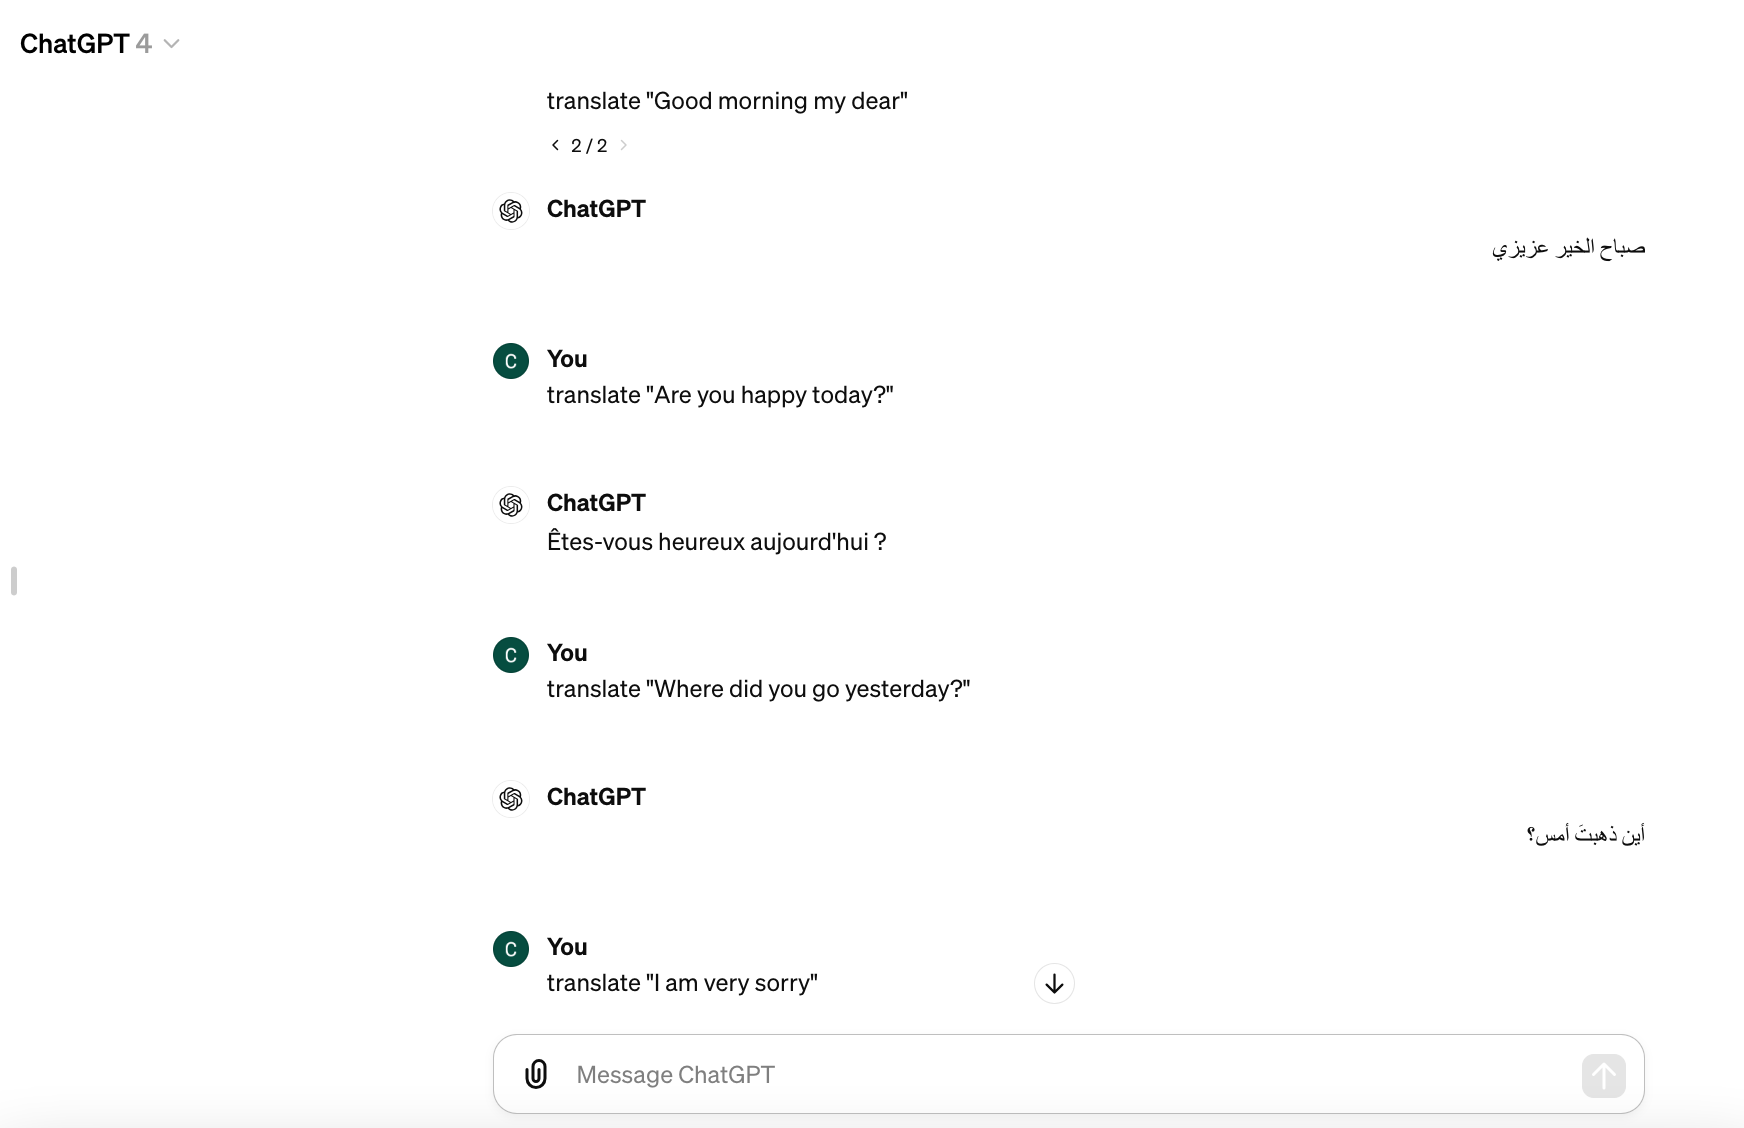 ChatGPT 4
translate "Good morning my dear"
2 / 2
ChatGPT
صباح الخير عزيزي
C
You
translate "Are you happy today?"
ChatGPT
Êtes-vous heureux aujourd'hui ?
C
You
translate "Where did you go yesterday?"
ChatGPT
أين ذهبتَ أمس؟
C
You
translate "I am very sorry"
Message ChatGPT